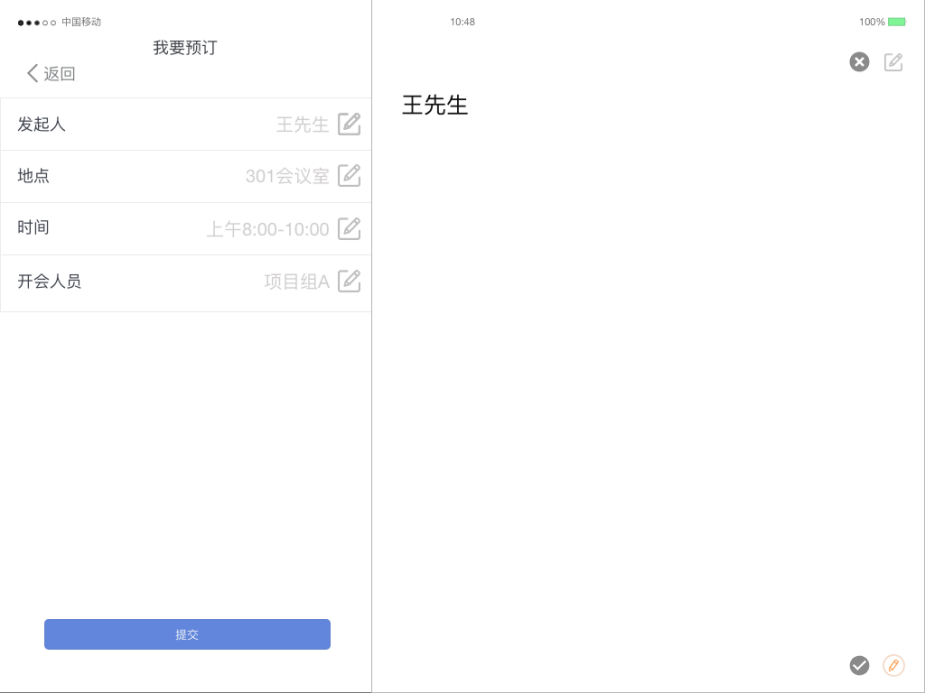 中国移动
10:48
100%
我要预订
返回
发起人 王先生
地点 301会议室
时间 上午8:00-10:00
开会人员 项目组A
提交
王先生